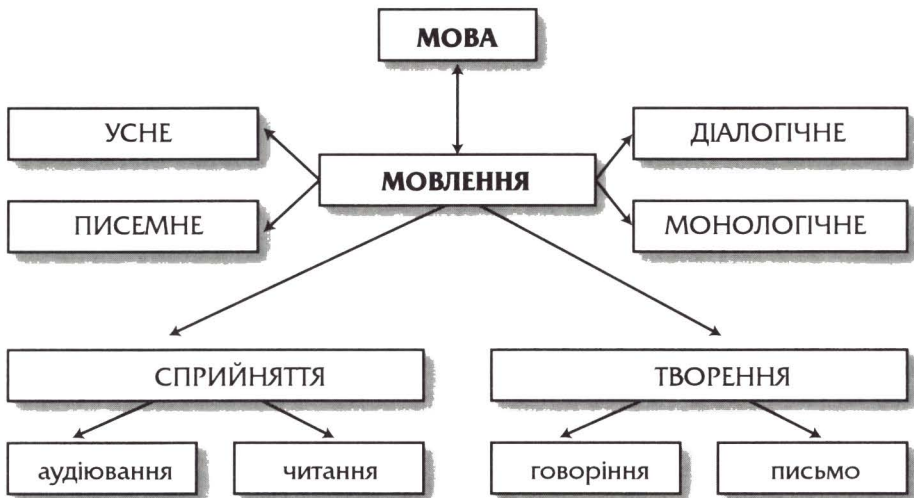 МОВА
УСНЕ
ДІАЛОГІЧНЕ
МОВЛЕННЯ
ПИСЕМНЕ
МОНОЛОГІЧНЕ
СПРИЙНЯТТЯ
ТВОРЕННЯ
аудіювання
читання
говоріння
письмо